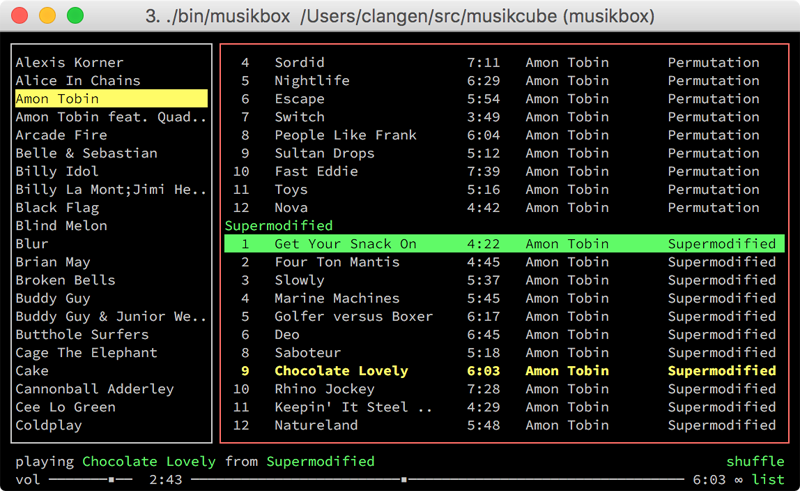 3. ./bin/musikbox /Users/clangen/src/musikcube (musikbox)
Alexis Korner
Alice In Chains
Amon Tobin
Amon Tobin feat. Quad..
Arcade Fire
Belle & Sebastian
Billy Idol
Billy La Mont;Jimi He..
Black Flag
Blind Melon
Blur
Brian May
Broken Bells
Buddy Guy
Buddy Guy & Junior We..
Butthole Surfers
Cage The Elephant
Cake
Cannonball Adderley
Cee Lo Green
Coldplay
4 Sordid 7:11 Amon Tobin Permutation
5 Nightlife 6:29 Amon Tobin Permutation
6 Escape 5:54 Amon Tobin Permutation
7 Switch 3:49 Amon Tobin Permutation
8 People Like Frank 6:04 Amon Tobin Permutation
9 Sultan Drops 5:12 Amon Tobin Permutation
10 Fast Eddie 7:39 Amon Tobin Permutation
11 Toys 5:16 Amon Tobin Permutation
12 Nova 4:42 Amon Tobin Permutation
Supermodified
1 Get Your Snack On 4:22 Amon Tobin Supermodified
2 Four Ton Mantis 4:45 Amon Tobin Supermodified
3 Slowly 5:37 Amon Tobin Supermodified
4 Marine Machines 5:45 Amon Tobin Supermodified
5 Golfer versus Boxer 6:17 Amon Tobin Supermodified
6 Deo 6:45 Amon Tobin Supermodified
8 Saboteur 5:18 Amon Tobin Supermodified
9 Chocolate Lovely 6:03 Amon Tobin Supermodified
10 Rhino Jockey 7:28 Amon Tobin Supermodified
11 Keepin' It Steel .. 4:29 Amon Tobin Supermodified
12 Natureland 5:48 Amon Tobin Supermodified
playing Chocolate Lovely from Supermodified shuffle
vol 2:43 6:03 ∞ list